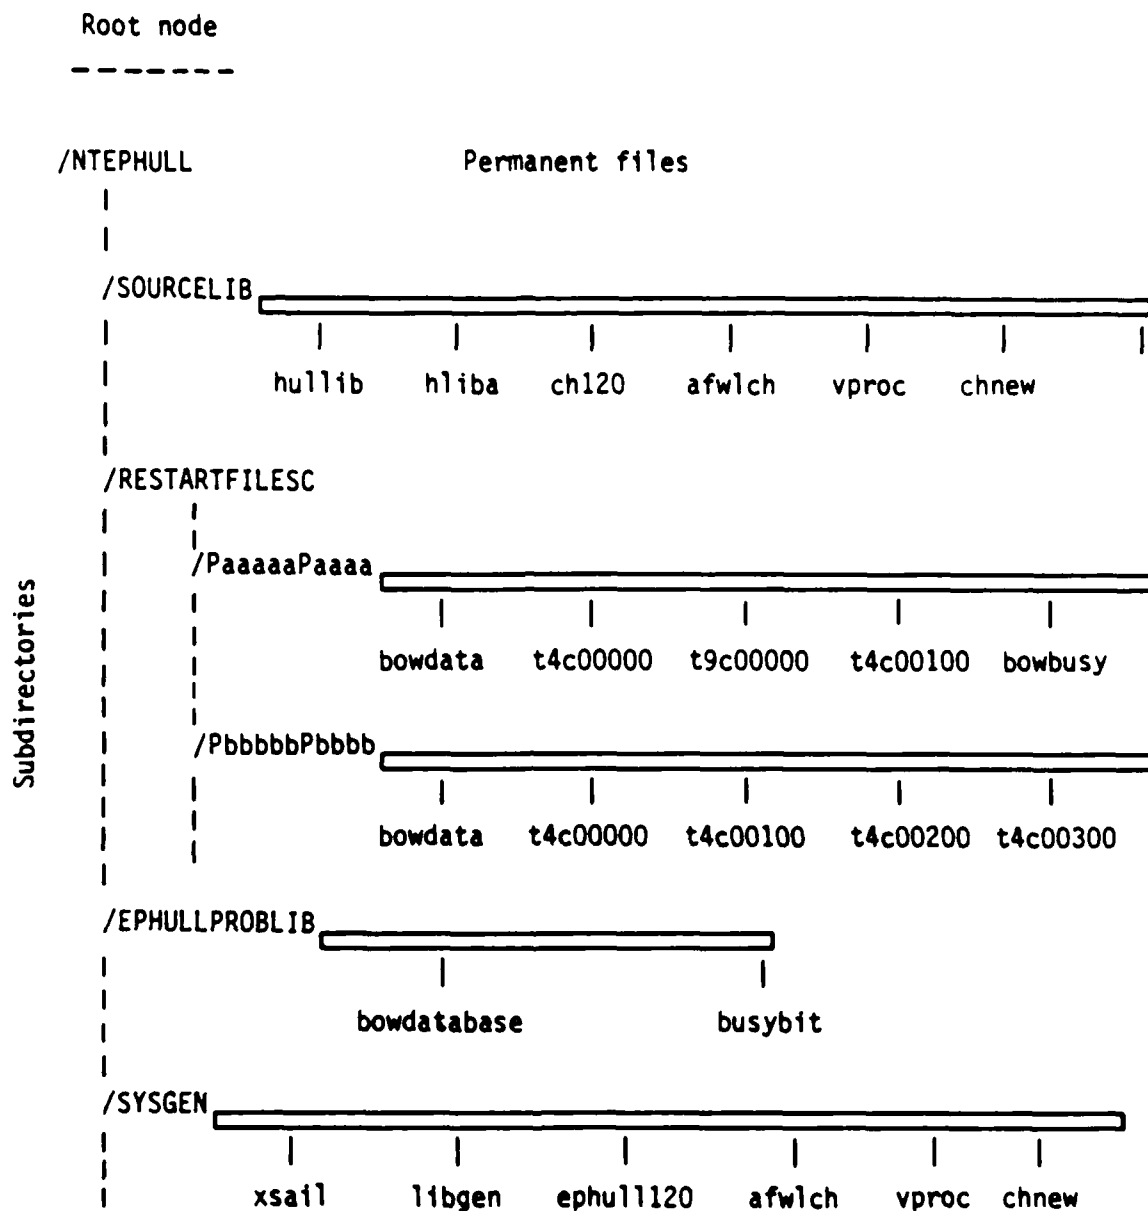 Root node
/NTEPHULL Permanent files
/SOURCELIB
hullib hliba ch120 afwlch vproc chnew
/RESTARTFILESC
/PaaaaaPaaaa
bowdata t4c00000 t9c00000 t4c00100 bowbusy
/PbbbbbPbbbb
bowdata t4c00000 t4c00100 t4c00200 t4c00300
Subdirectories
/EPHULLPROBLIB
bowdatabase busybit
/SYSGEN
xsail libgen ephull120 afwlch vproc chnew